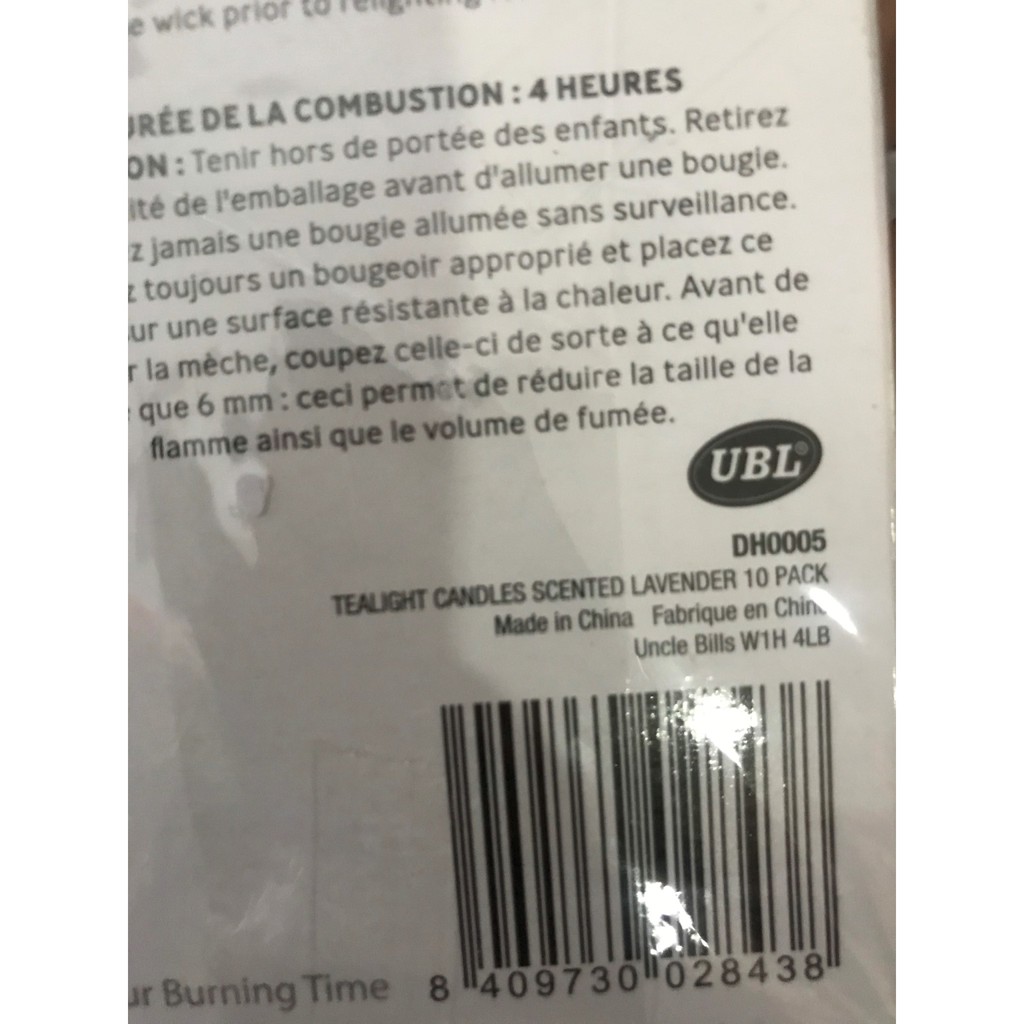 e wick prior to
URÉE DE LA COMBUSTION : 4 HEURES
ON : Tenir hors de portée des enfants. Retirez
ité de l'emballage avant d'allumer une bougie.
z jamais une bougie allumée sans surveillance.
z toujours un bougeoir approprié et placez ce
ur une surface résistante à la chaleur. Avant de
r la mèche, coupez celle-ci de sorte à ce qu'elle
que 6 mm : ceci permet de réduire la taille de la
flamme ainsi que le volume de fumée.
UBL®
DH0005
TEALIGHT CANDLES SCENTED LAVENDER 10 PACK
Made in China Fabrique en Chine
Uncle Bills W1H 4LB
ur Burning Time
8 409730 028438